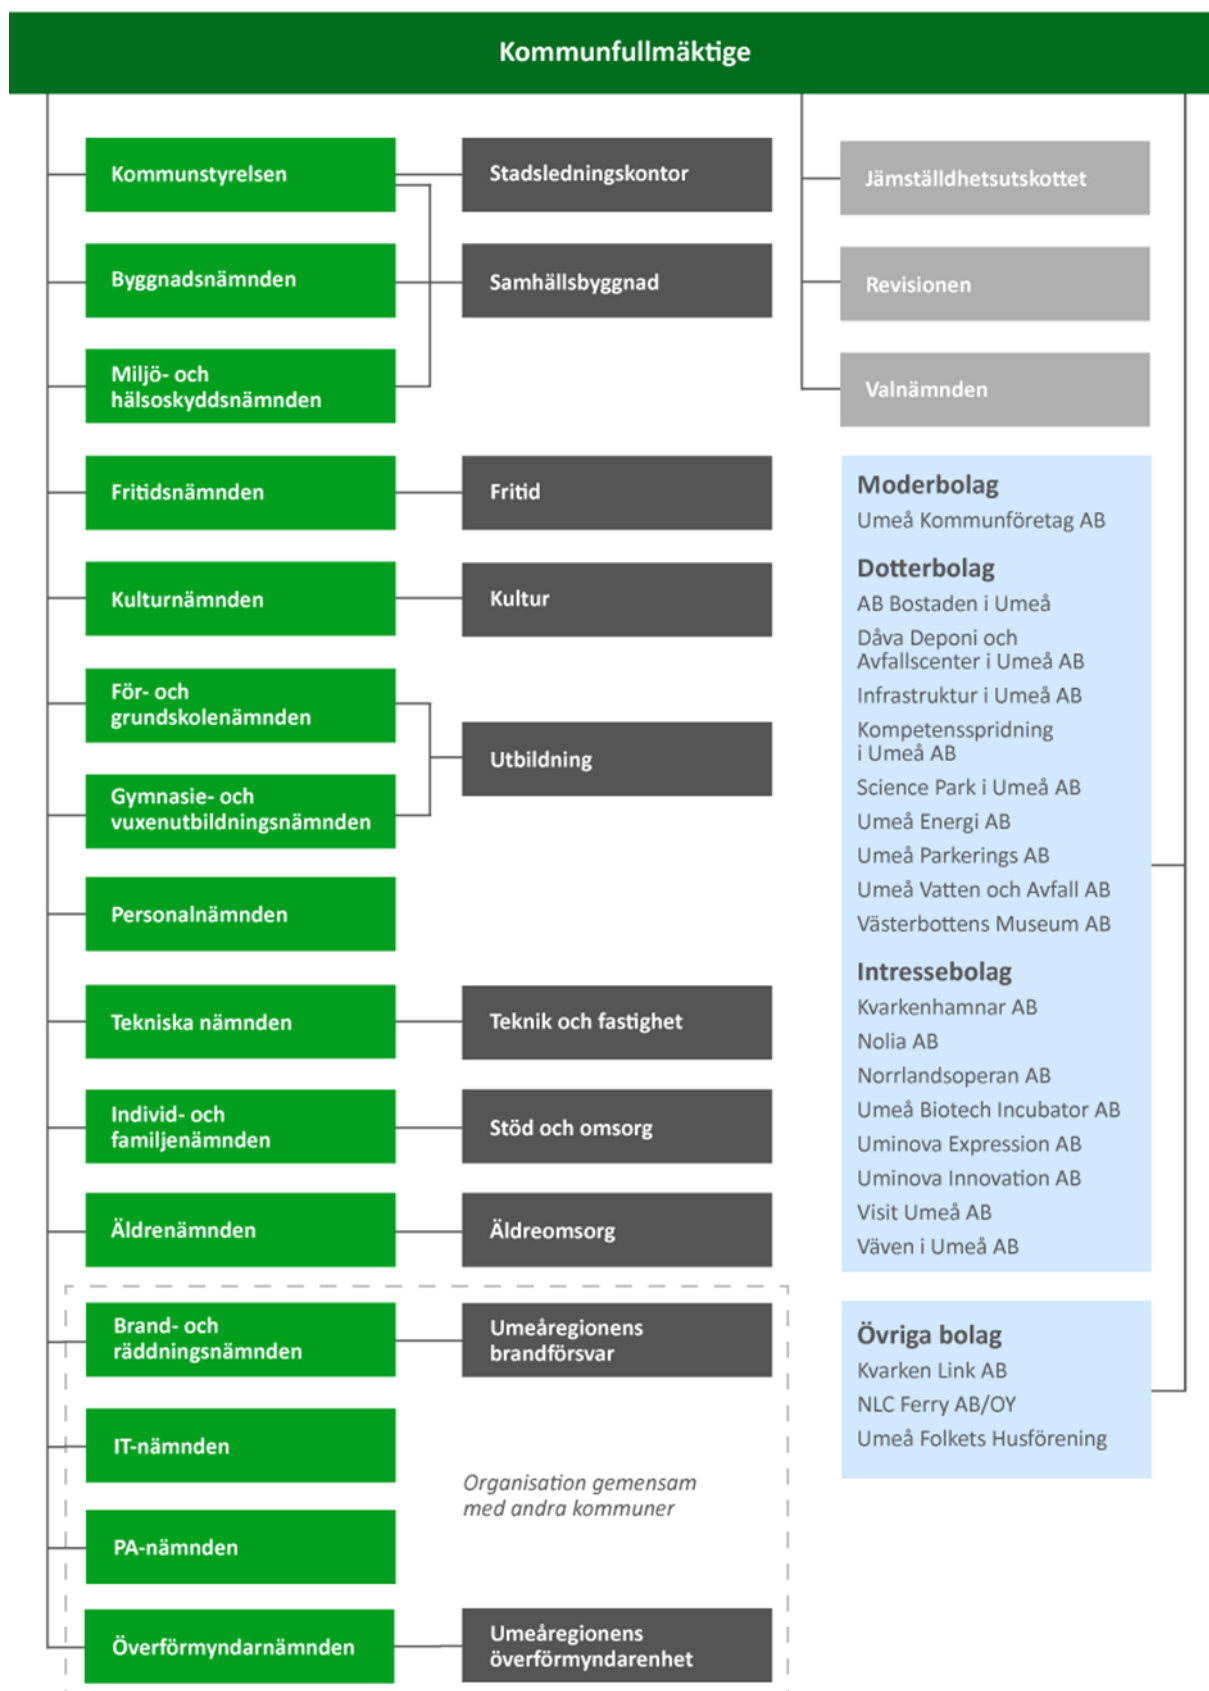 Kommunfullmäktige
Kommunstyrelsen
Stadsledningskontor
Byggnadsnämnden
Samhällsbyggnad
Miljö- och
hälsoskyddsnämnden
Fritidsnämnden
Fritid
Kulturnämnden
Kultur
För- och
grundskolenämnden
Utbildning
Gymnasie- och
vuxenutbildningsnämnden
Personalnämnden
Tekniska nämnden
Teknik och fastighet
Individ- och
familjenämnden
Stöd och omsorg
Äldrenämnden
Äldreomsorg
Brand- och
räddningsnämnden
Umeåregionens
brandförsvar
IT-nämnden
Organisation gemensam
med andra kommuner
PA-nämnden
Överförmyndarnämnden
Umeåregionens
överförmyndarenhet
Jämställdhetsutskottet
Revisionen
Valnämnden
Moderbolag
Umeå Kommunföretag AB
Dotterbolag
AB Bostaden i Umeå
Dåva Deponi och
Avfallscenter i Umeå AB
Infrastruktur i Umeå AB
Kompetensspridning
i Umeå AB
Science Park i Umeå AB
Umeå Energi AB
Umeå Parkerings AB
Umeå Vatten och Avfall AB
Västerbottens Museum AB
Intressebolag
Kvarkenhamnar AB
Nolia AB
Norrlandsoperan AB
Umeå Biotech Incubator AB
Uminova Expression AB
Uminova Innovation AB
Visit Umeå AB
Väven i Umeå AB
Övriga bolag
Kvarken Link AB
NLC Ferry AB/OY
Umeå Folkets Husförening